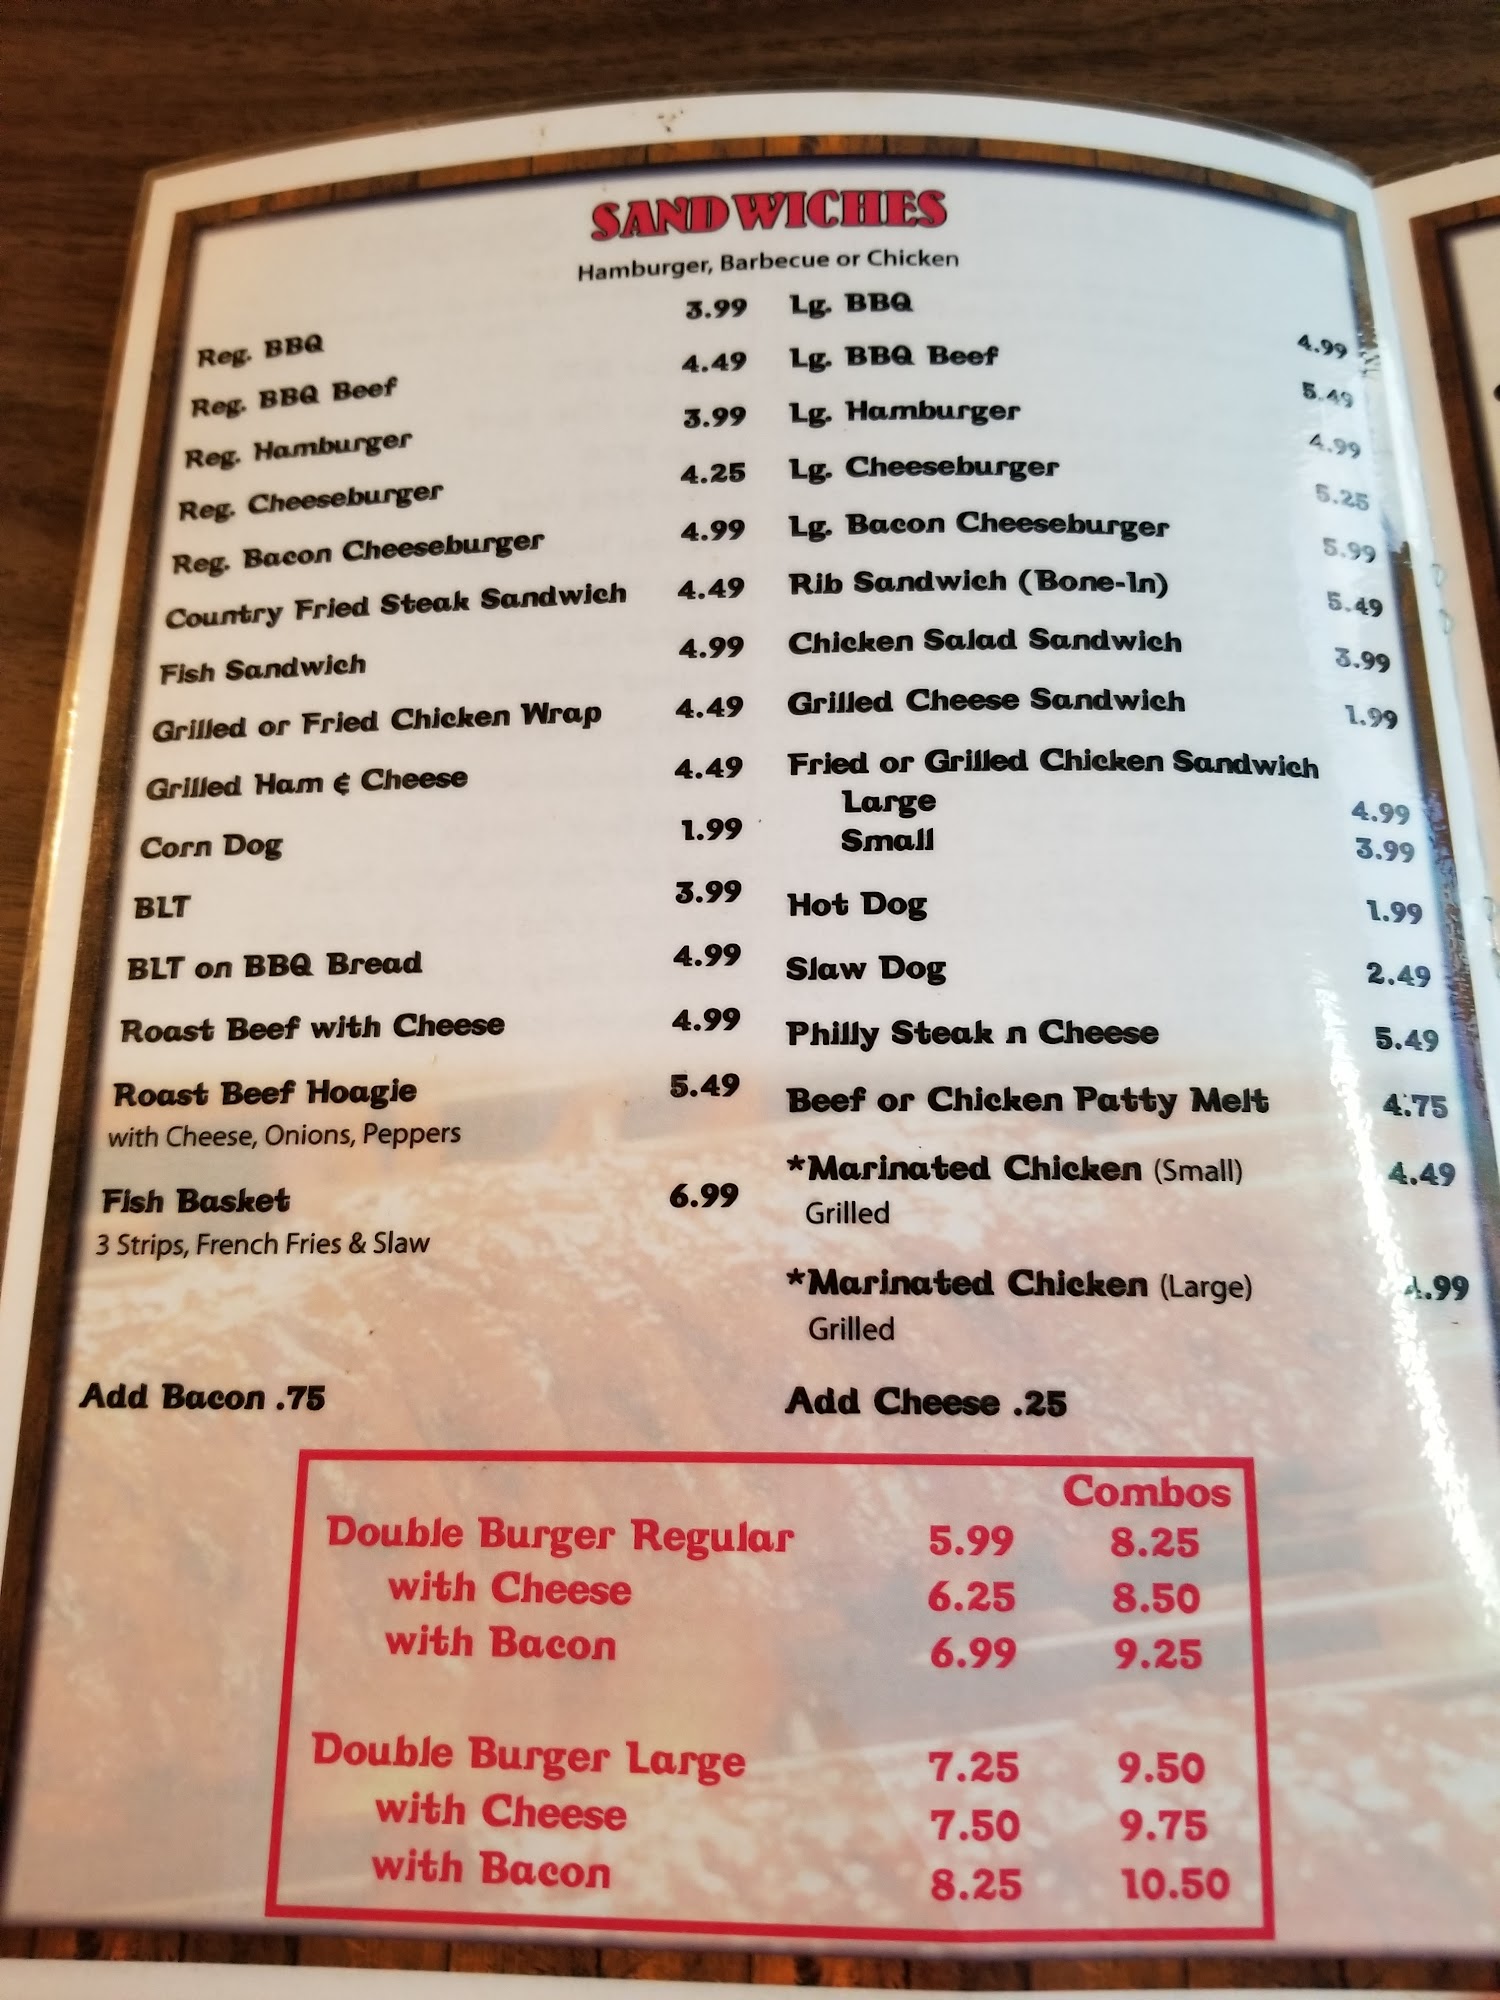 SANDWICHES
Hamburger, Barbecue or Chicken
Reg. BBQ 3.99
Reg. BBQ Beef 4.49
Reg. Hamburger 3.99
Reg. Cheeseburger 4.25
Reg. Bacon Cheeseburger 4.99
Country Fried Steak Sandwich 4.49
Fish Sandwich 4.99
Grilled or Fried Chicken Wrap 4.49
Grilled Ham & Cheese 4.49
Corn Dog 1.99
BLT 3.99
BLT on BBQ Bread 4.99
Roast Beef with Cheese 4.99
Roast Beef Hoagie 5.49
with Cheese, Onions, Peppers
Fish Basket 6.99
3 Strips, French Fries & Slaw
Add Bacon .75
Lg. BBQ 4.99
Lg. BBQ Beef 5.49
Lg. Hamburger 4.99
Lg. Cheeseburger 5.25
Lg. Bacon Cheeseburger 5.99
Rib Sandwich (Bone-In) 5.49
Chicken Salad Sandwich 3.99
Grilled Cheese Sandwich 1.99
Fried or Grilled Chicken Sandwich
Large 4.99
Small 3.99
Hot Dog 1.99
Slaw Dog 2.49
Philly Steak n Cheese 5.49
Beef or Chicken Patty Melt 4.75
*Marinated Chicken (Small) 4.49
Grilled
*Marinated Chicken (Large)
Grilled
Add Cheese .25
Combos
Double Burger Regular 5.99 8.25
with Cheese 6.25 8.50
with Bacon 6.99 9.25
Double Burger Large 7.25 9.50
with Cheese 7.50 9.75
with Bacon 8.25 10.50